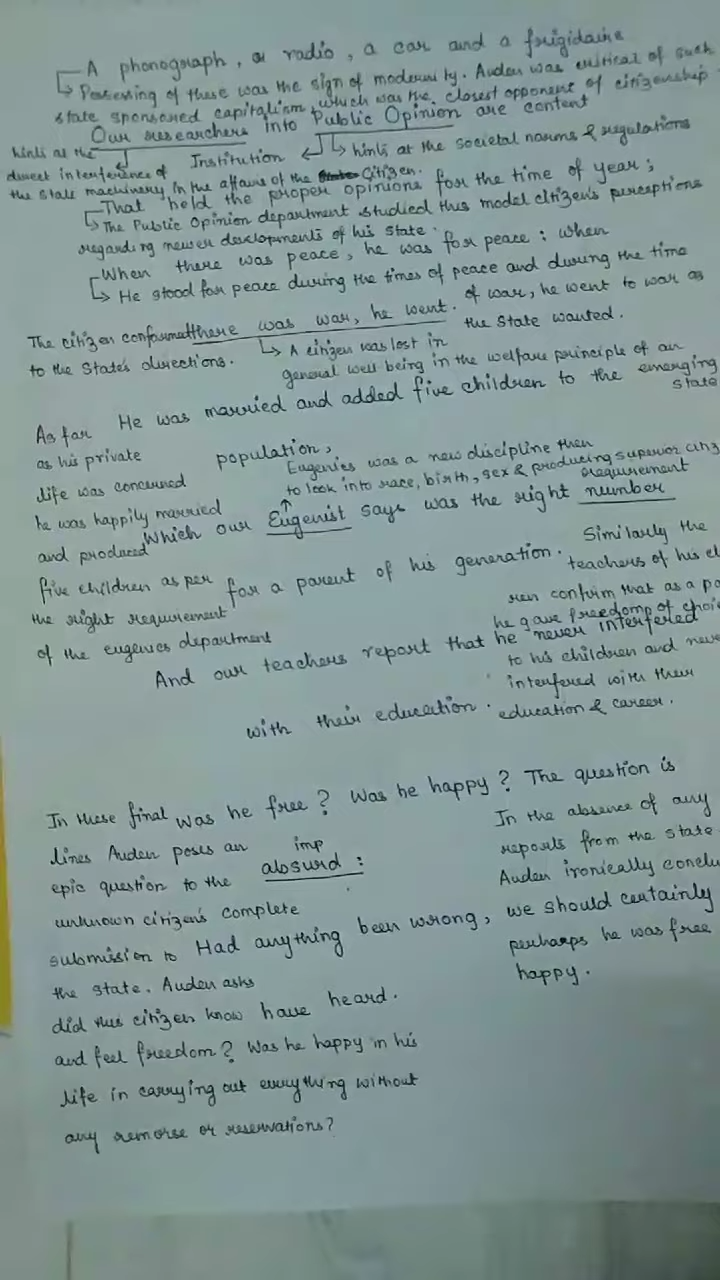 A phonograph, a radio, a car and a frigidaire
Possessing of these was the sign of modernity. Auden was critical of such
state sponsored capitalism, which was the closest opponent of citizenship.
Our researchers into Public Opinion are content
hints at the
direct interference of Institution hints at the societal norms & regulations
the State machinery in the affairs of the Citizen.
That held the proper opinions for the time of year;
The Public Opinion department studied this model citizen's perceptions
regarding newer developments of his state.
When there was peace, he was for peace: when
He stood for peace during the times of peace and during the time
there was war, he went. of war, he went to war as
The citizen conformed the State wanted.
to the State's directions. A citizen was lost in
general well being in the welfare principle of an
emerging state
He was married and added five children to the
population,
As far
as his private
life was concerned
he was happily married
and produced
five children as per
the right requirement
of the eugenics department
Eugenics was a new discipline then
to look into race, birth, sex & producing superior
requirement
Which our Eugenist says was the right number
for a parent of his generation.
Similarly the
teachers of his
confirm that as a
he gave freedom of
to his children and
interfered with their
education & career.
And our teachers report that he never interfered
with their education.
Was he free? Was he happy? The question is
imp
absurd:
In these final
lines Auden poses an
epic question to the
unknown citizen's complete
submission to
the state. Auden asks
did this citizen know
and feel freedom? Was he happy in his
life in carrying out everything without
any remorse or reservations?
Had anything been wrong, we should certainly
have heard.
In the absence of any
reports from the state.
Auden ironically
perhaps he was free
happy.